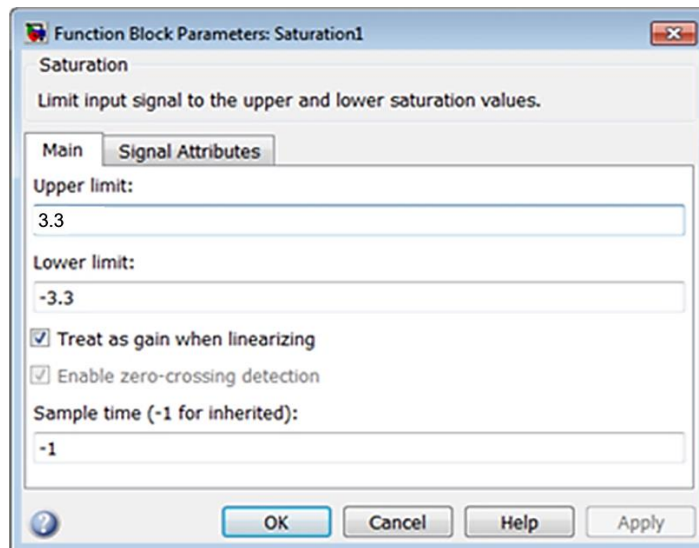 Function Block Parameters: Saturation1
Saturation
Limit input signal to the upper and lower saturation values.
Main Signal Attributes
Upper limit:
3.3
Lower limit:
-3.3
Treat as gain when linearizing
Enable zero-crossing detection
Sample time (-1 for inherited):
-1
OK Cancel Help Apply